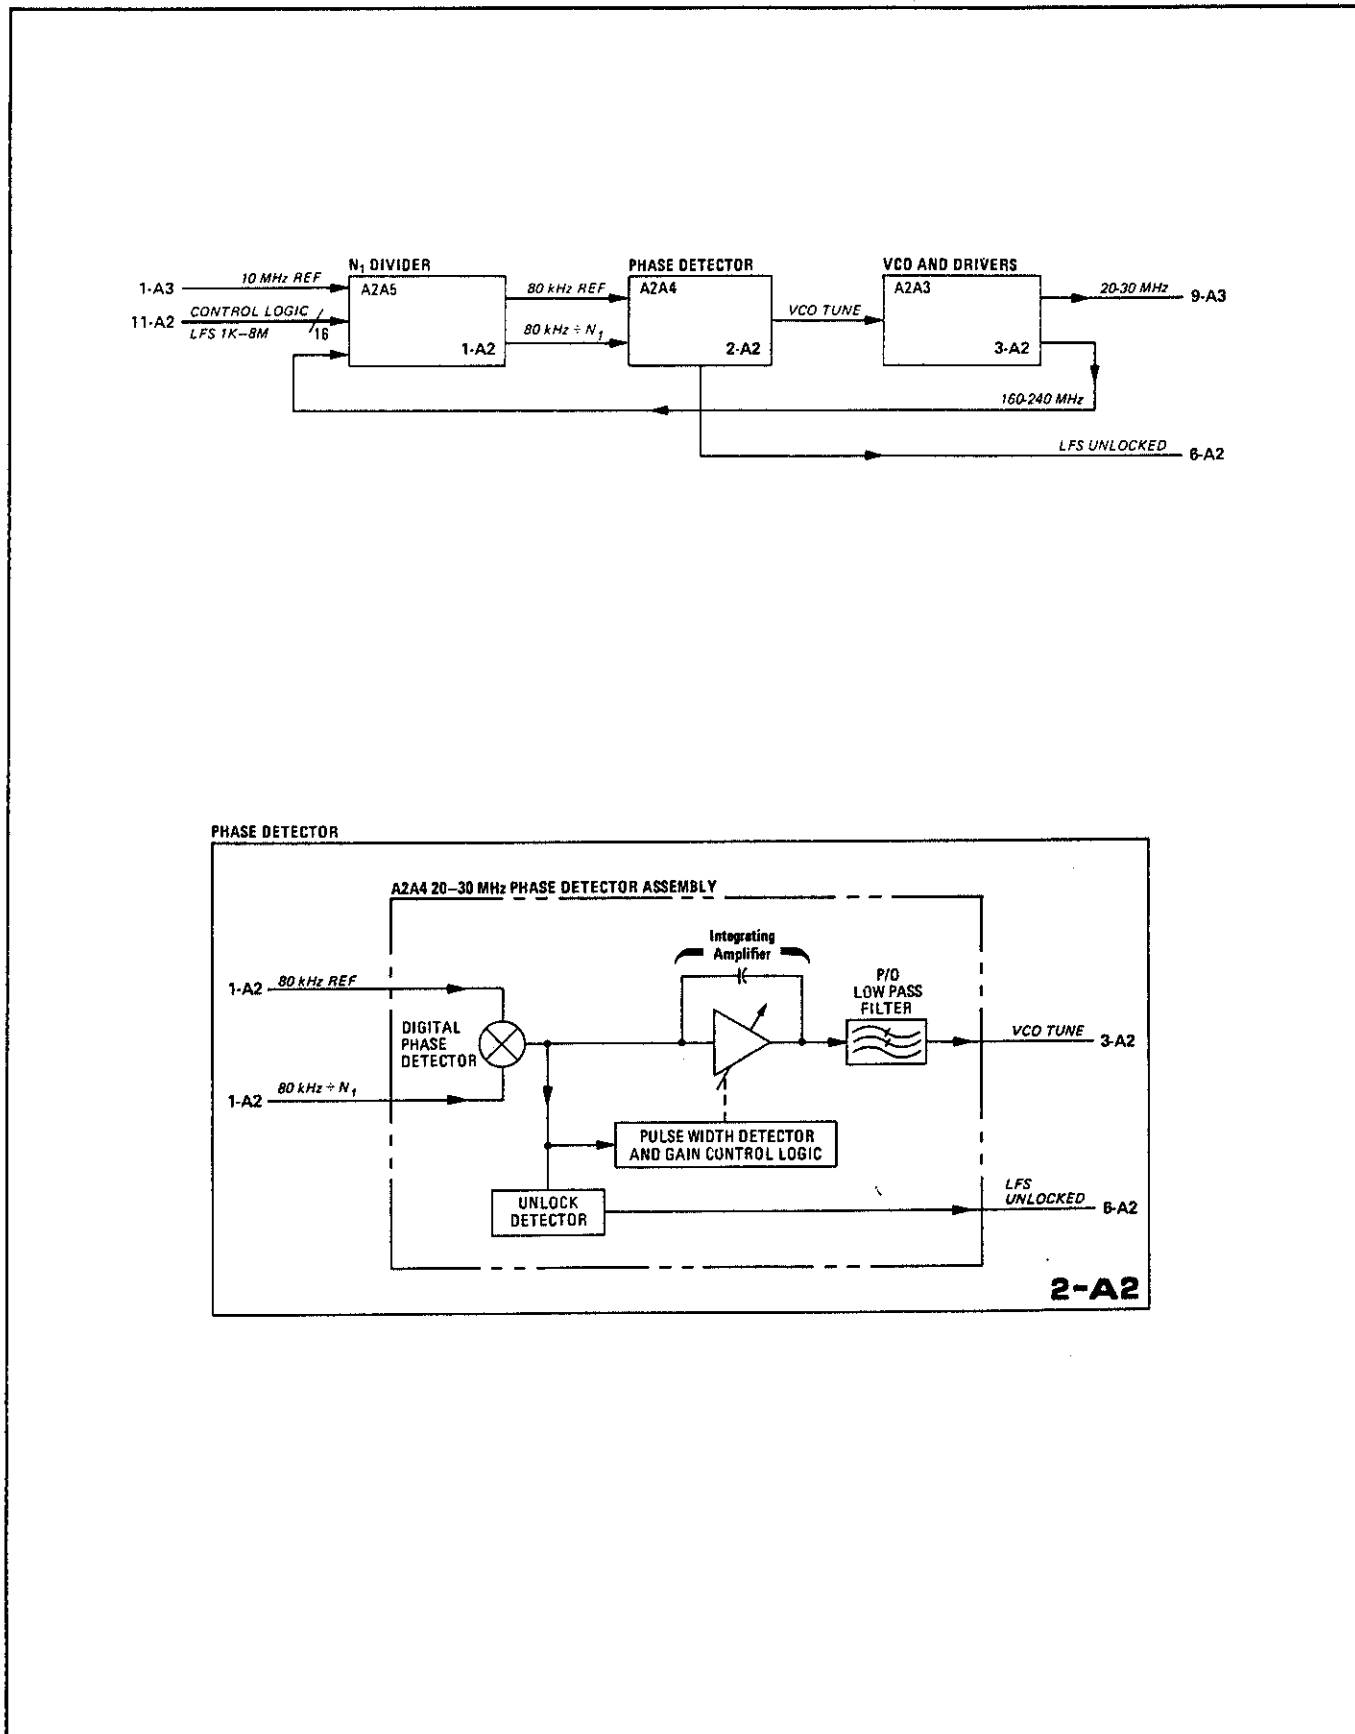 N₁ DIVIDER
PHASE DETECTOR
VCO AND DRIVERS
1-A3
10 MHz REF
A2A5
80 kHz REF
A2A4
A2A3
20-30 MHz
9-A3
11-A2
CONTROL LOGIC
LFS 1K–8M
16
VCO TUNE
80 kHz ÷ N₁
1-A2
2-A2
3-A2
160-240 MHz
LFS UNLOCKED
6-A2
PHASE DETECTOR
A2A4 20–30 MHz PHASE DETECTOR ASSEMBLY
Integrating
Amplifier
1-A2
80 kHz REF
P/O
LOW PASS
FILTER
DIGITAL
PHASE
DETECTOR
VCO TUNE
3-A2
1-A2
80 kHz ÷ N₁
PULSE WIDTH DETECTOR
AND GAIN CONTROL LOGIC
UNLOCK
DETECTOR
LFS
UNLOCKED
6-A2
2-A2